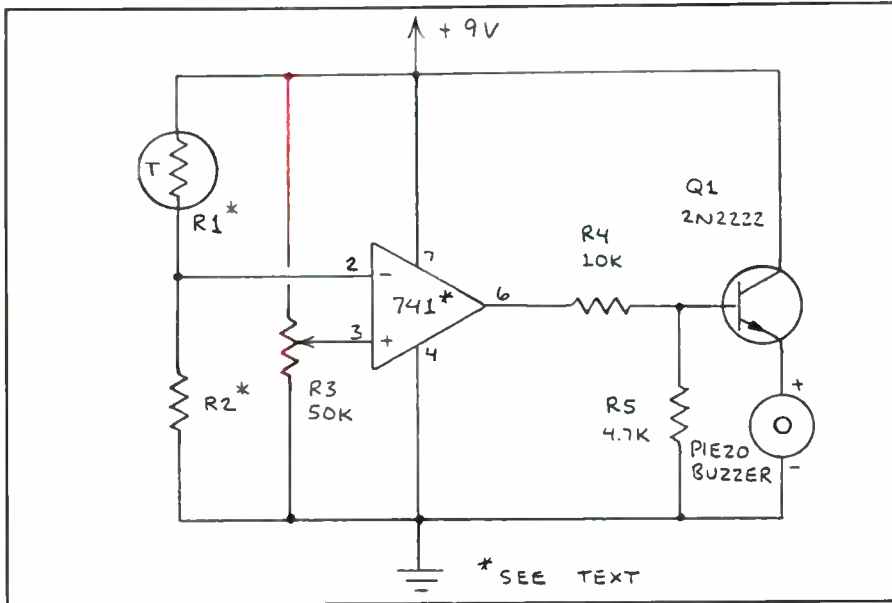 +9V
T
R1*
Q1
2N2222
R4
10K
2
-
7
741*
6
3
+
4
R2*
R3
50K
R5
4.7K
+
PIEZO
BUZZER
-
*SEE TEXT